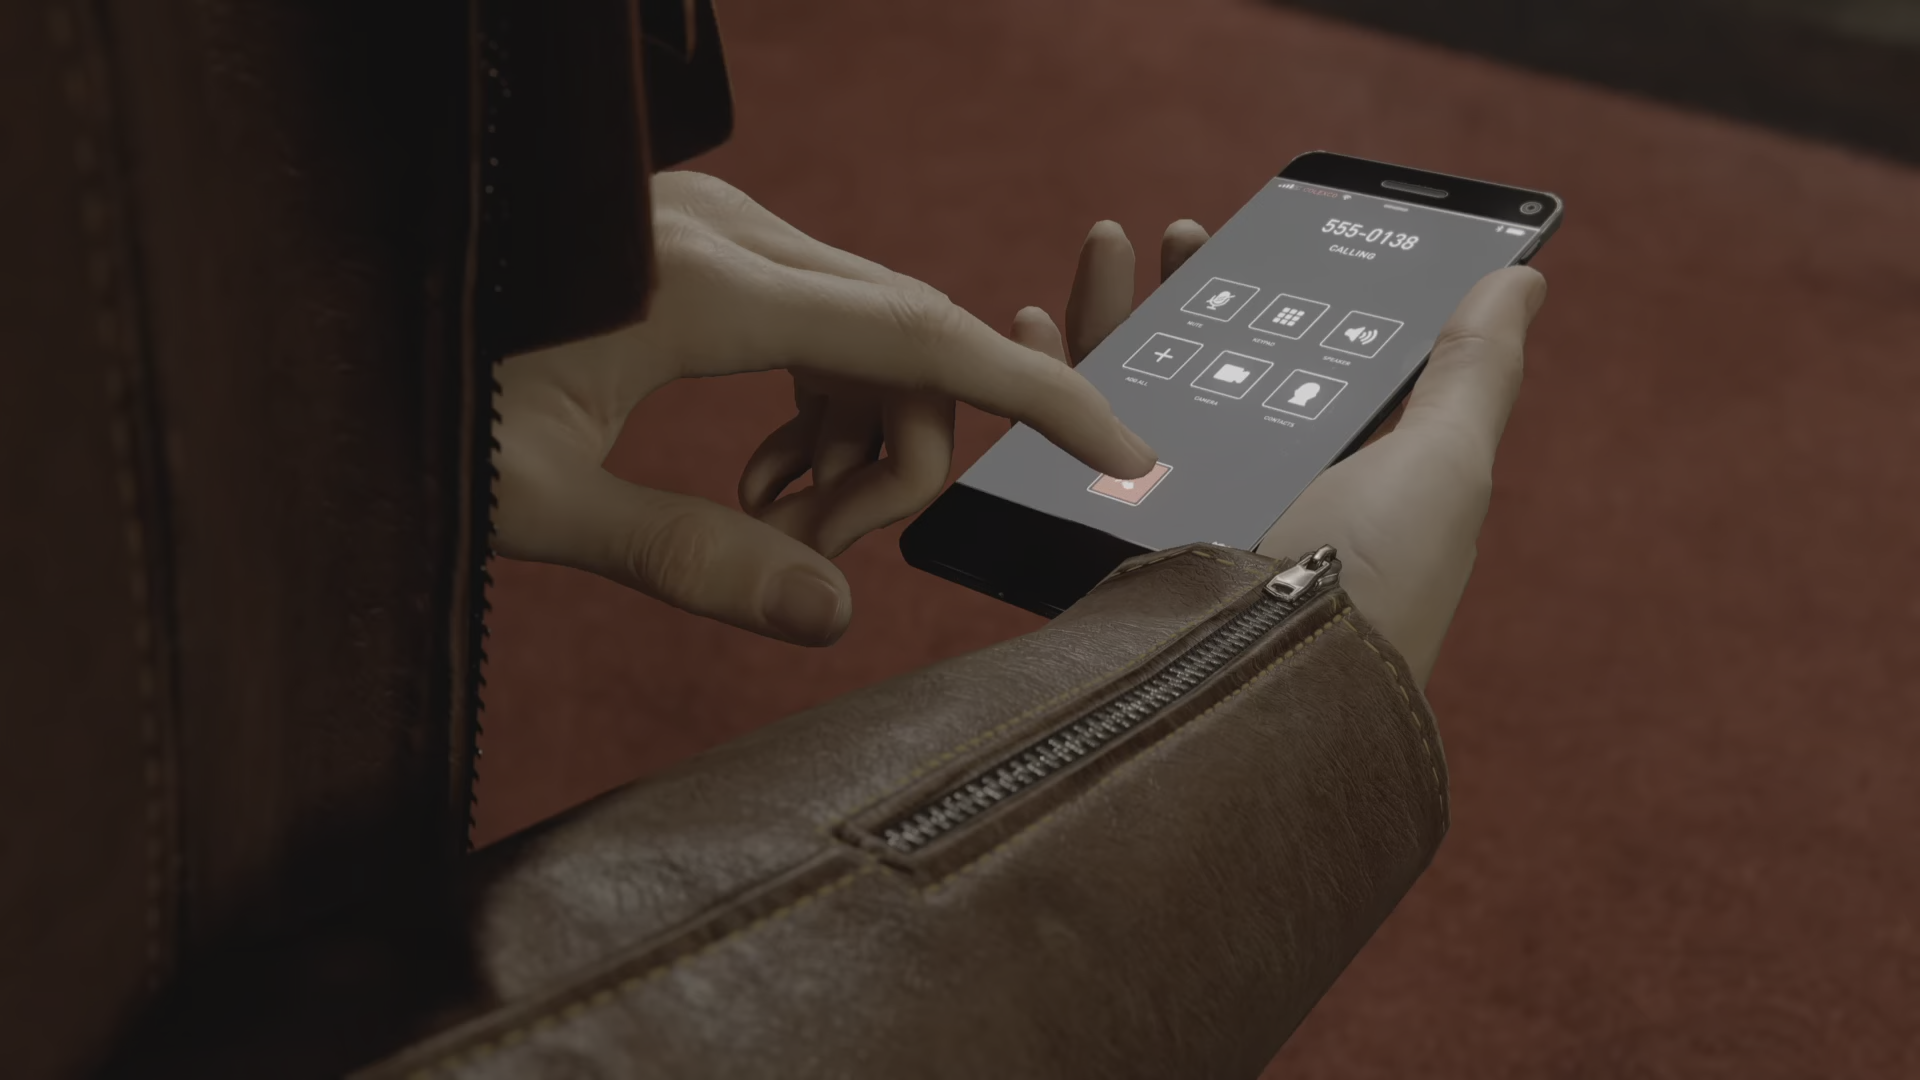 555-0138
CALLING
MUTE
KEYPAD
SPEAKER
ADD ALL
CAMERA
CONTACTS